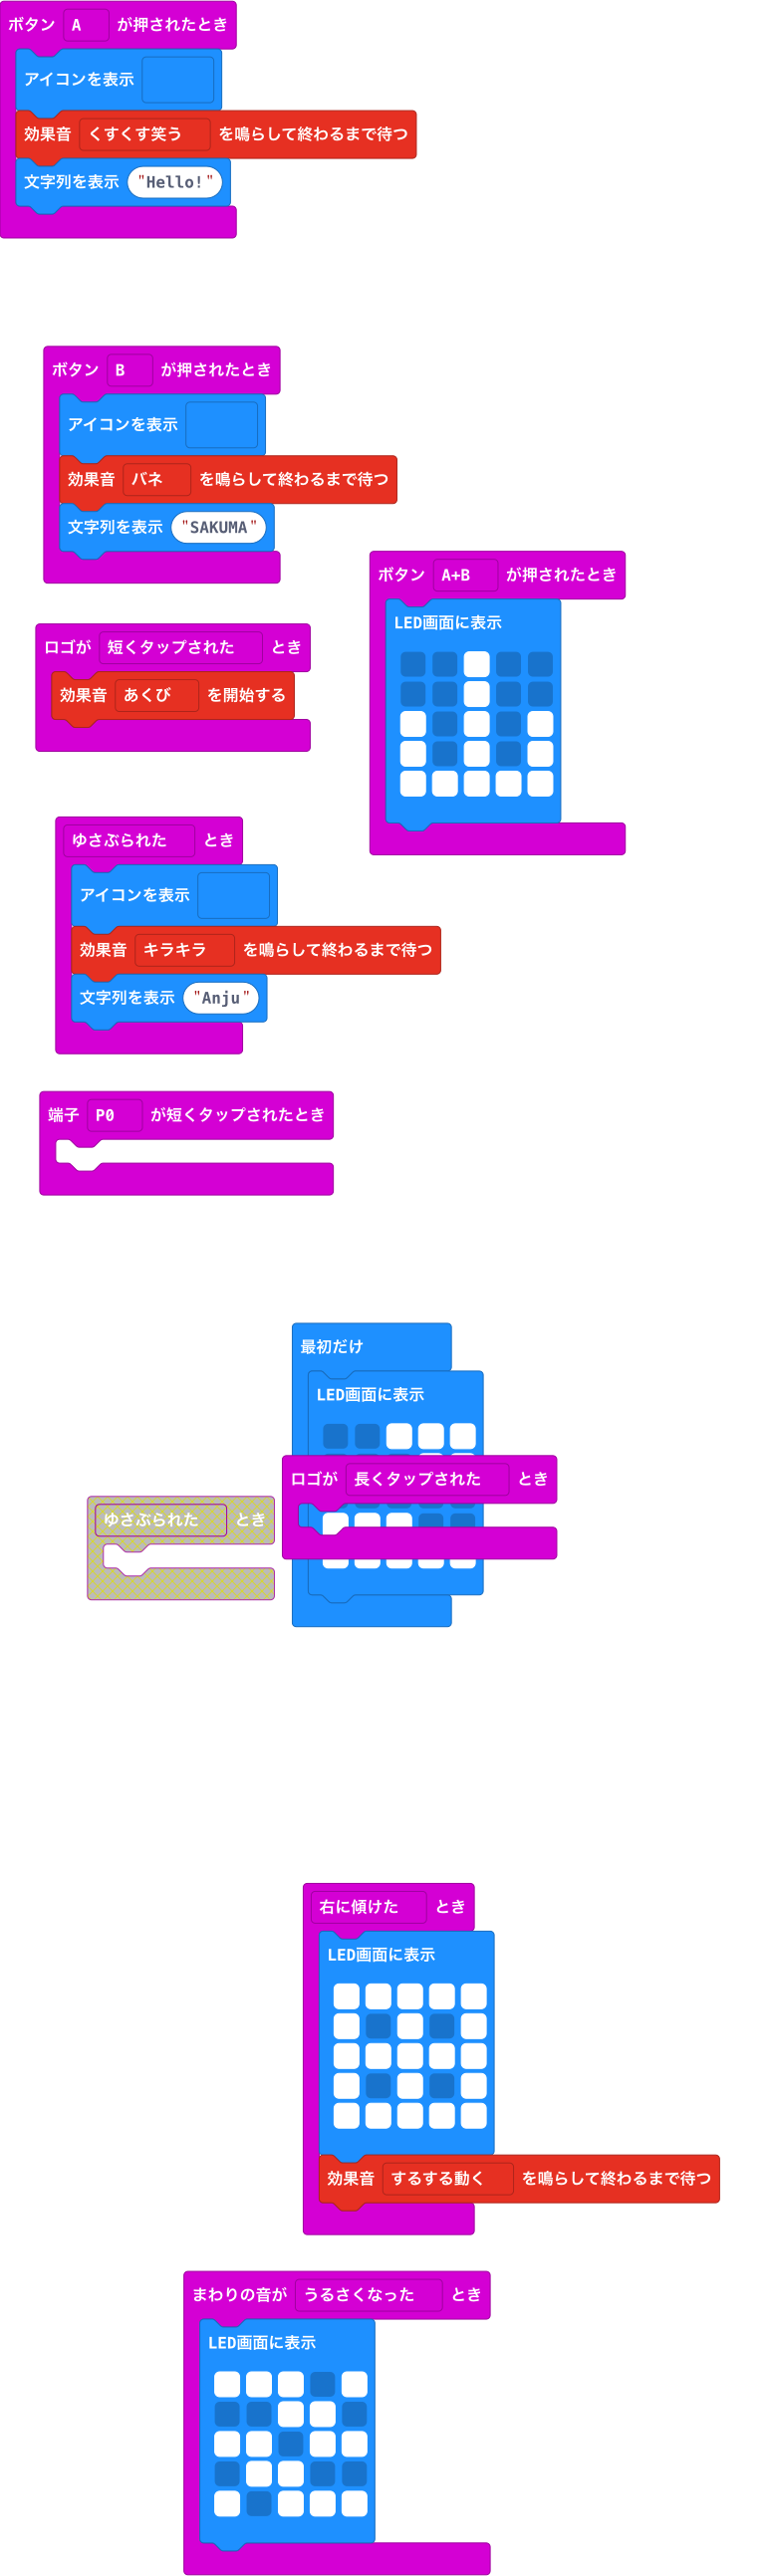 ボタン A が押されたとき
アイコンを表示
効果音 くすくす笑う を鳴らして終わるまで待つ
文字列を表示 "Hello!"
ボタン B が押されたとき
アイコンを表示
効果音 バネ を鳴らして終わるまで待つ
文字列を表示 "SAKUMA"
ボタン A+B が押されたとき
LED画面に表示
ロゴが 短くタップされた とき
効果音 あくび を開始する
ゆさぶられた とき
アイコンを表示
効果音 キラキラ を鳴らして終わるまで待つ
文字列を表示 "Anju"
端子 P0 が短くタップされたとき
最初だけ
LED画面に表示
ロゴが 長くタップされた とき
ゆさぶられた とき
右に傾けた とき
LED画面に表示
効果音 するする動く を鳴らして終わるまで待つ
まわりの音が うるさくなった とき
LED画面に表示